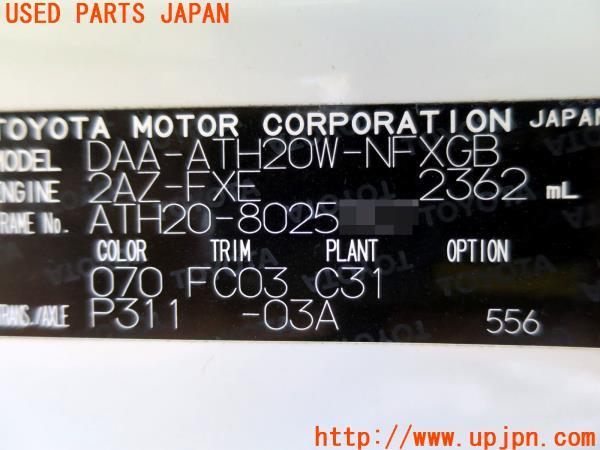 USED PARTS JAPAN
TOYOTA MOTOR CORPORATION JAPAN
MODEL DAA-ATH20W-NFXGB
ENGINE 2AZ-FXE 2362 mL
FRAME No. ATH20-8025
COLOR TRIM PLANT OPTION
070 FC03 C31
TRANS./AXLE P311 -03A 556
http://www.upjpn.com/